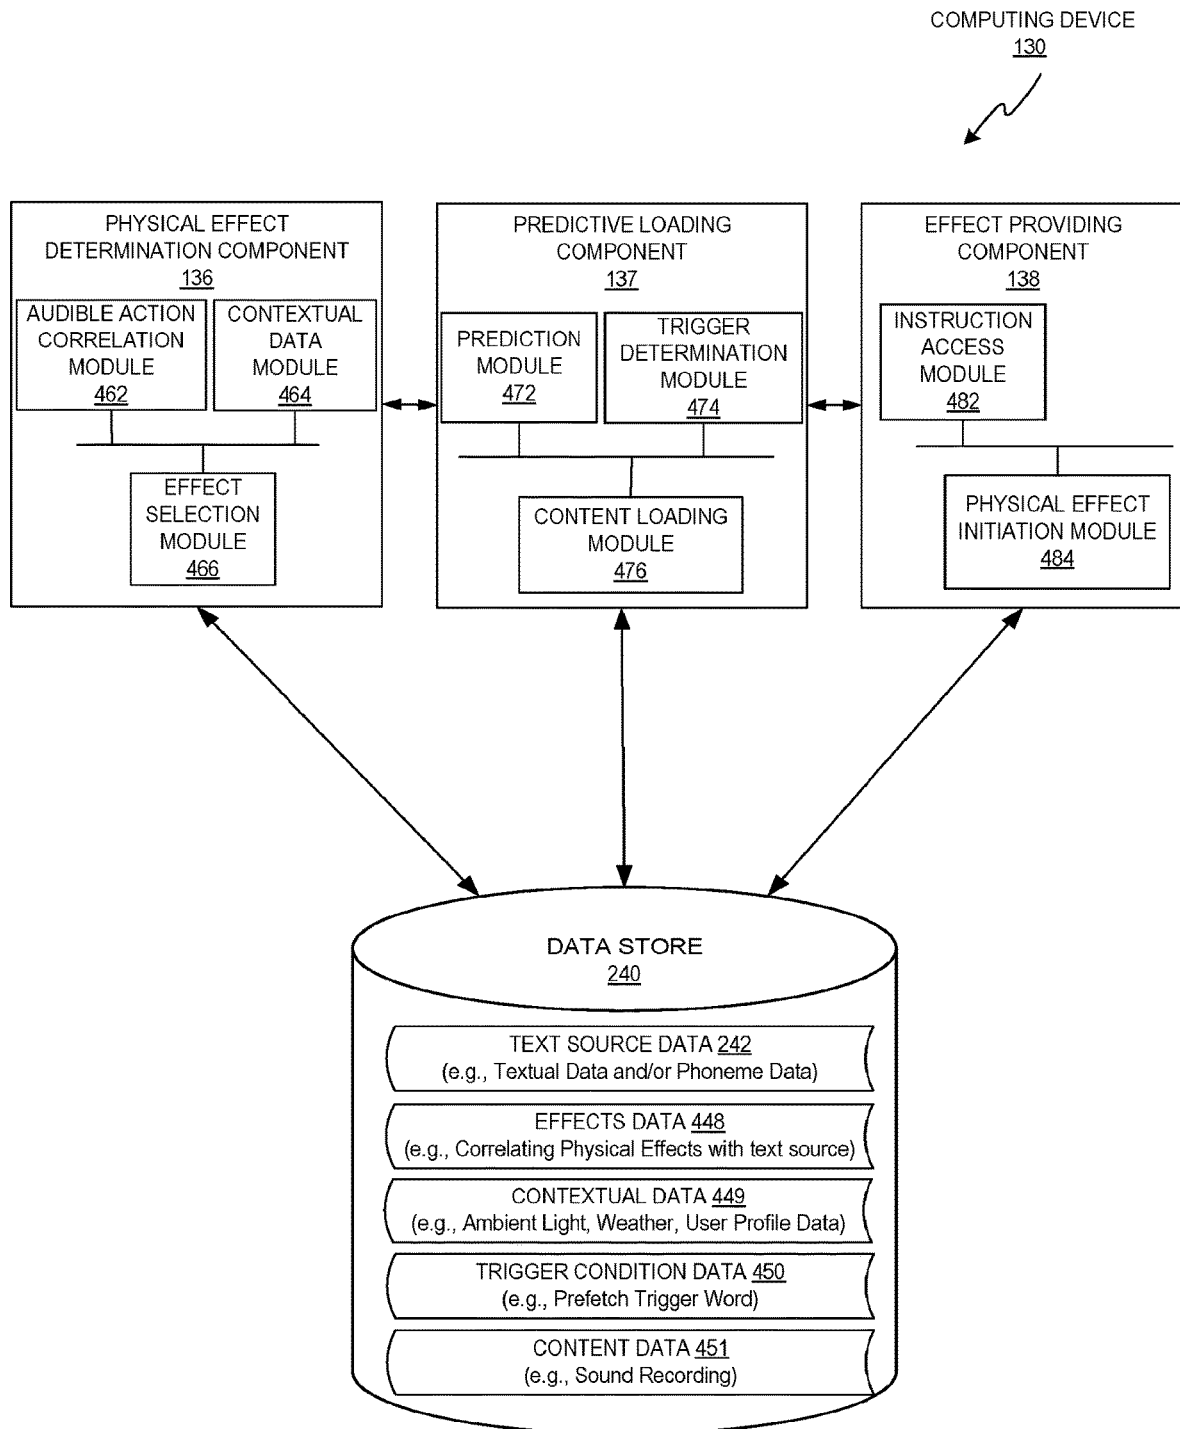 COMPUTING DEVICE
130
PHYSICAL EFFECT
DETERMINATION COMPONENT
136
AUDIBLE ACTION
CORRELATION
MODULE
462
CONTEXTUAL
DATA MODULE
464
EFFECT
SELECTION
MODULE
466
PREDICTIVE LOADING
COMPONENT
137
PREDICTION
MODULE
472
TRIGGER
DETERMINATION
MODULE
474
CONTENT LOADING
MODULE
476
EFFECT PROVIDING
COMPONENT
138
INSTRUCTION
ACCESS
MODULE
482
PHYSICAL EFFECT
INITIATION MODULE
484
DATA STORE
240
TEXT SOURCE DATA 242
(e.g., Textual Data and/or Phoneme Data)
EFFECTS DATA 448
(e.g., Correlating Physical Effects with text source)
CONTEXTUAL DATA 449
(e.g., Ambient Light, Weather, User Profile Data)
TRIGGER CONDITION DATA 450
(e.g., Prefetch Trigger Word)
CONTENT DATA 451
(e.g., Sound Recording)